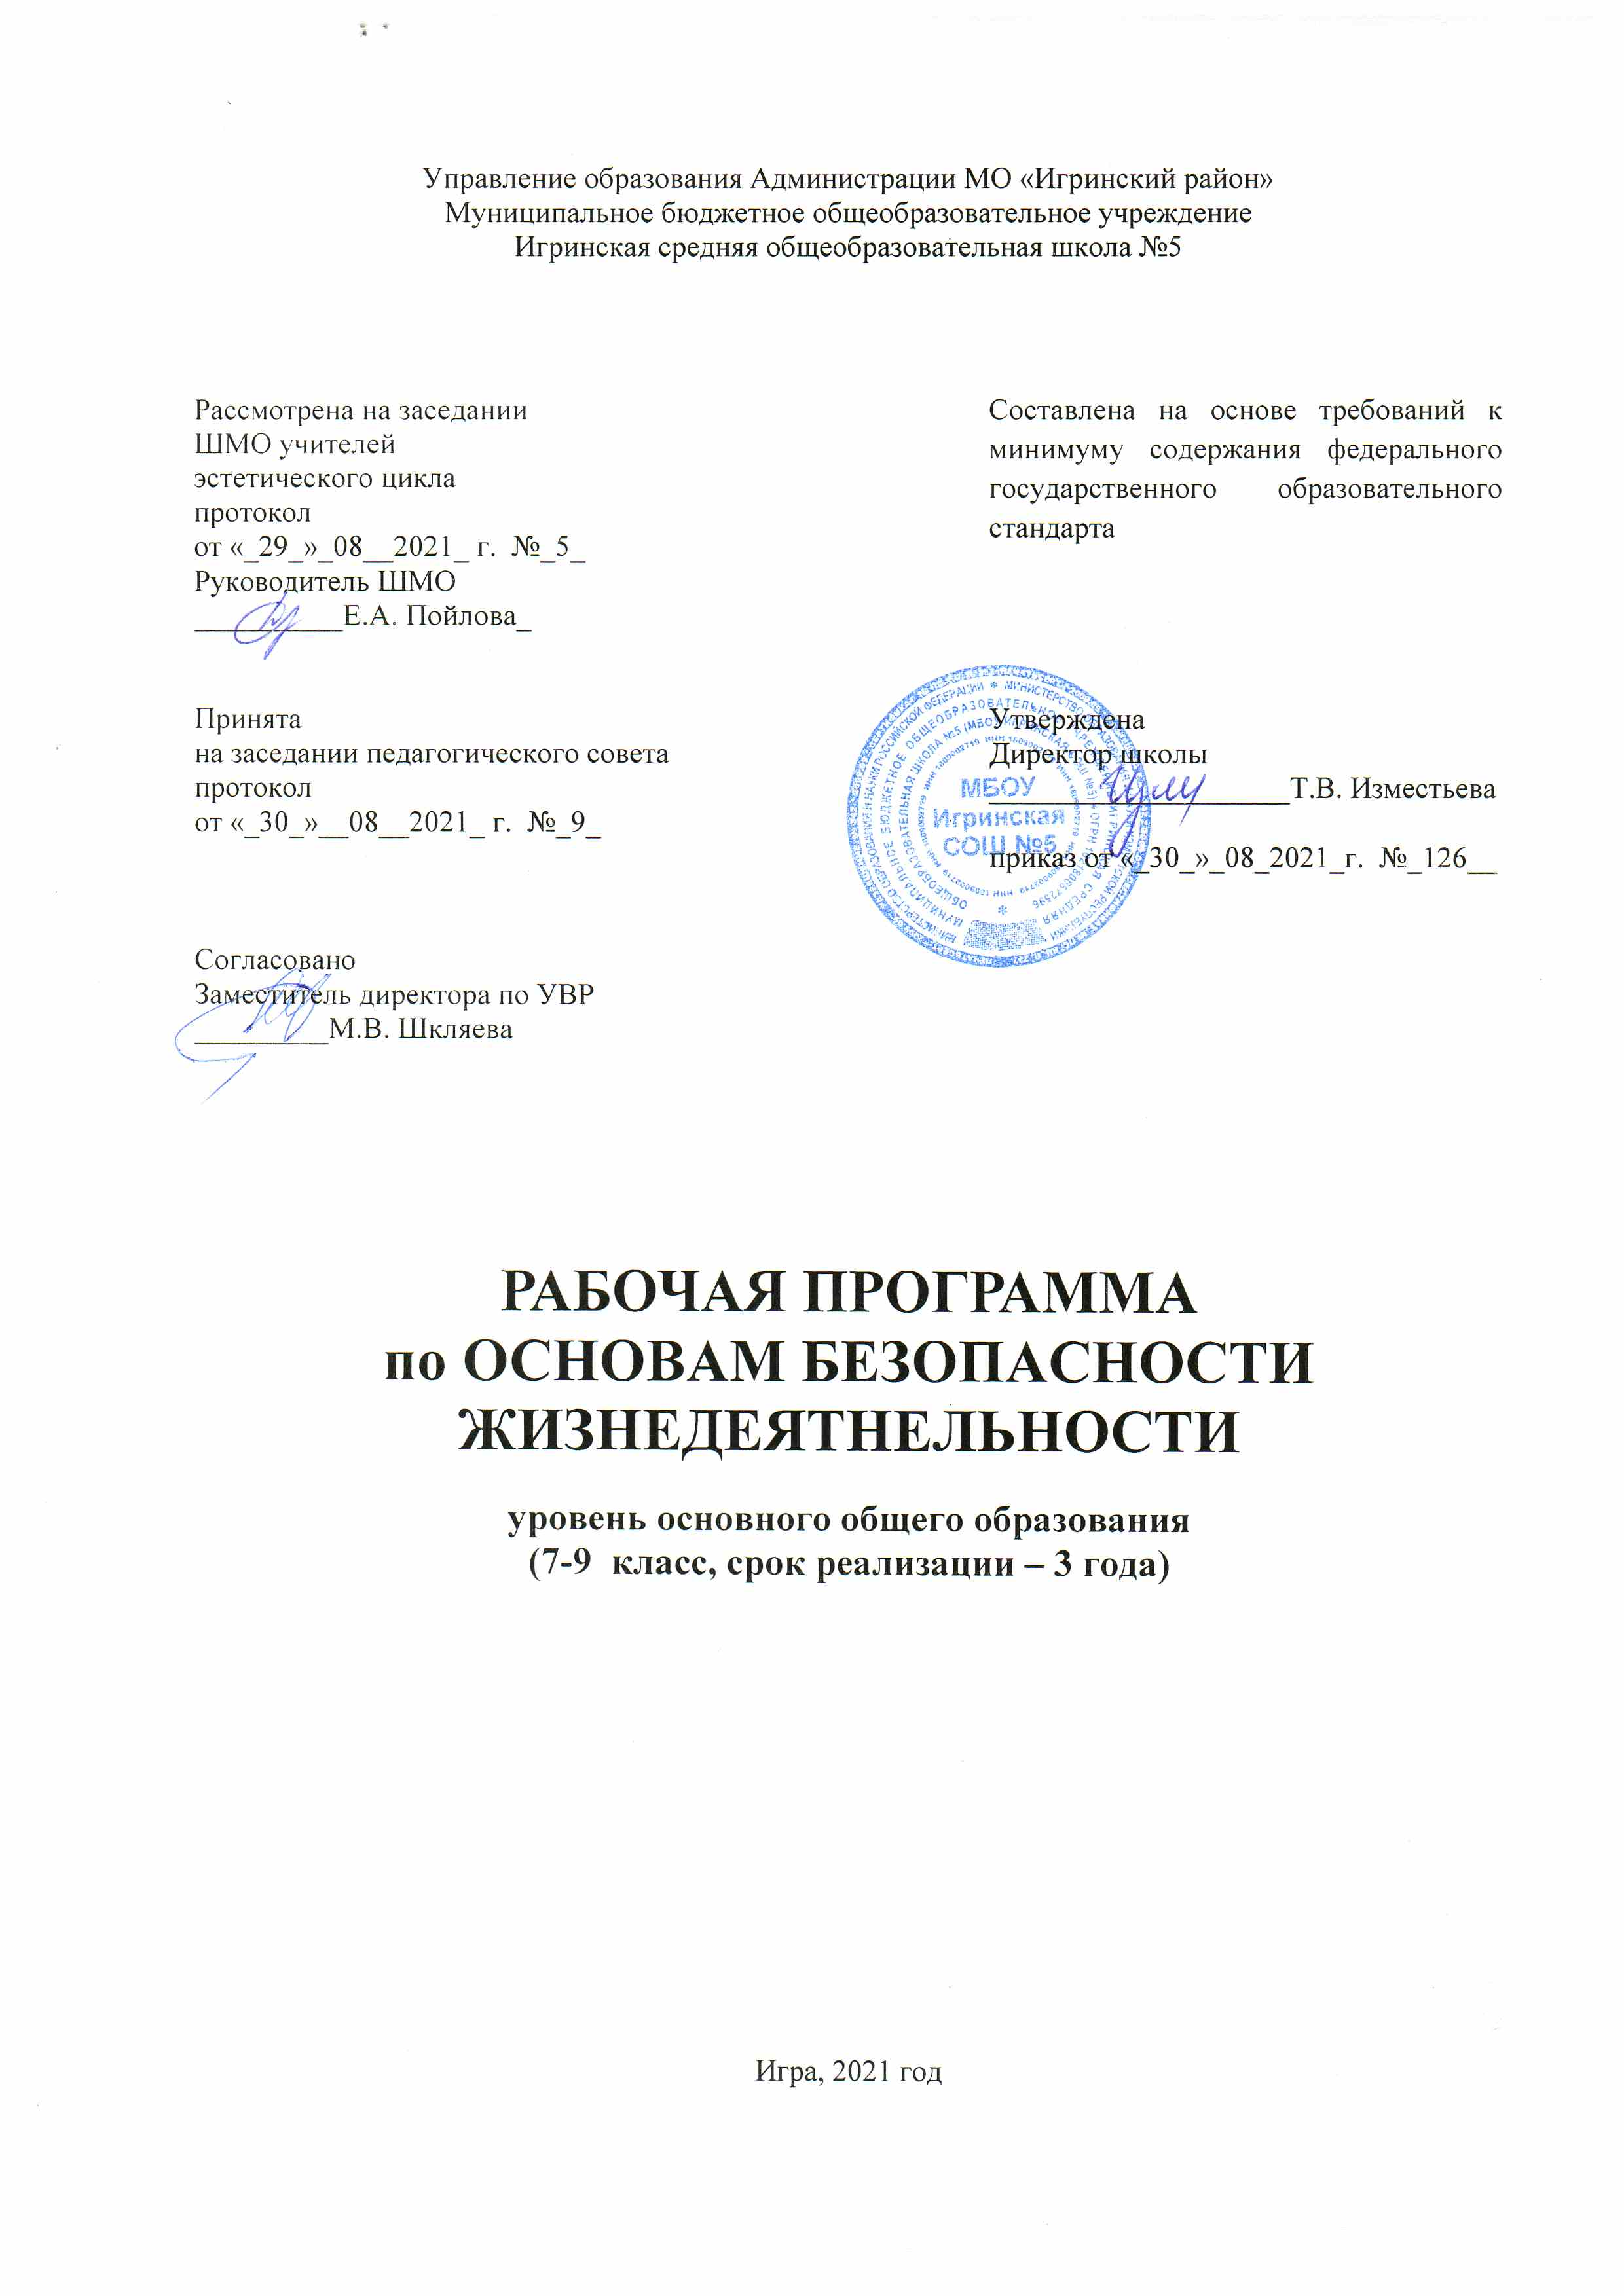 Управление образования Администрации МО «Игринский район»
Муниципальное бюджетное общеобразовательное учреждение
Игринская средняя общеобразовательная школа №5
Рассмотрена на заседании
ШМО учителей
эстетического цикла
протокол
от «_29_»_08__2021_ г. №_5_
Руководитель ШМО
__________Е.А. Пойлова_
Составлена на основе требований к
минимуму содержания федерального
государственного образовательного
стандарта
Принята
на заседании педагогического совета
протокол
от «_30_»__08__2021_ г. №_9_
Утверждена
Директор школы
____________________Т.В. Изместьева
приказ от «_30_»_08_2021_г. №_126__
МБОУ
Игринская
СОШ №5
Согласовано
Заместитель директора по УВР
_________М.В. Шкляева
РАБОЧАЯ ПРОГРАММА
по ОСНОВАМ БЕЗОПАСНОСТИ
ЖИЗНЕДЕЯТНЕЛЬНОСТИ
уровень основного общего образования
(7-9 класс, срок реализации – 3 года)
Игра, 2021 год